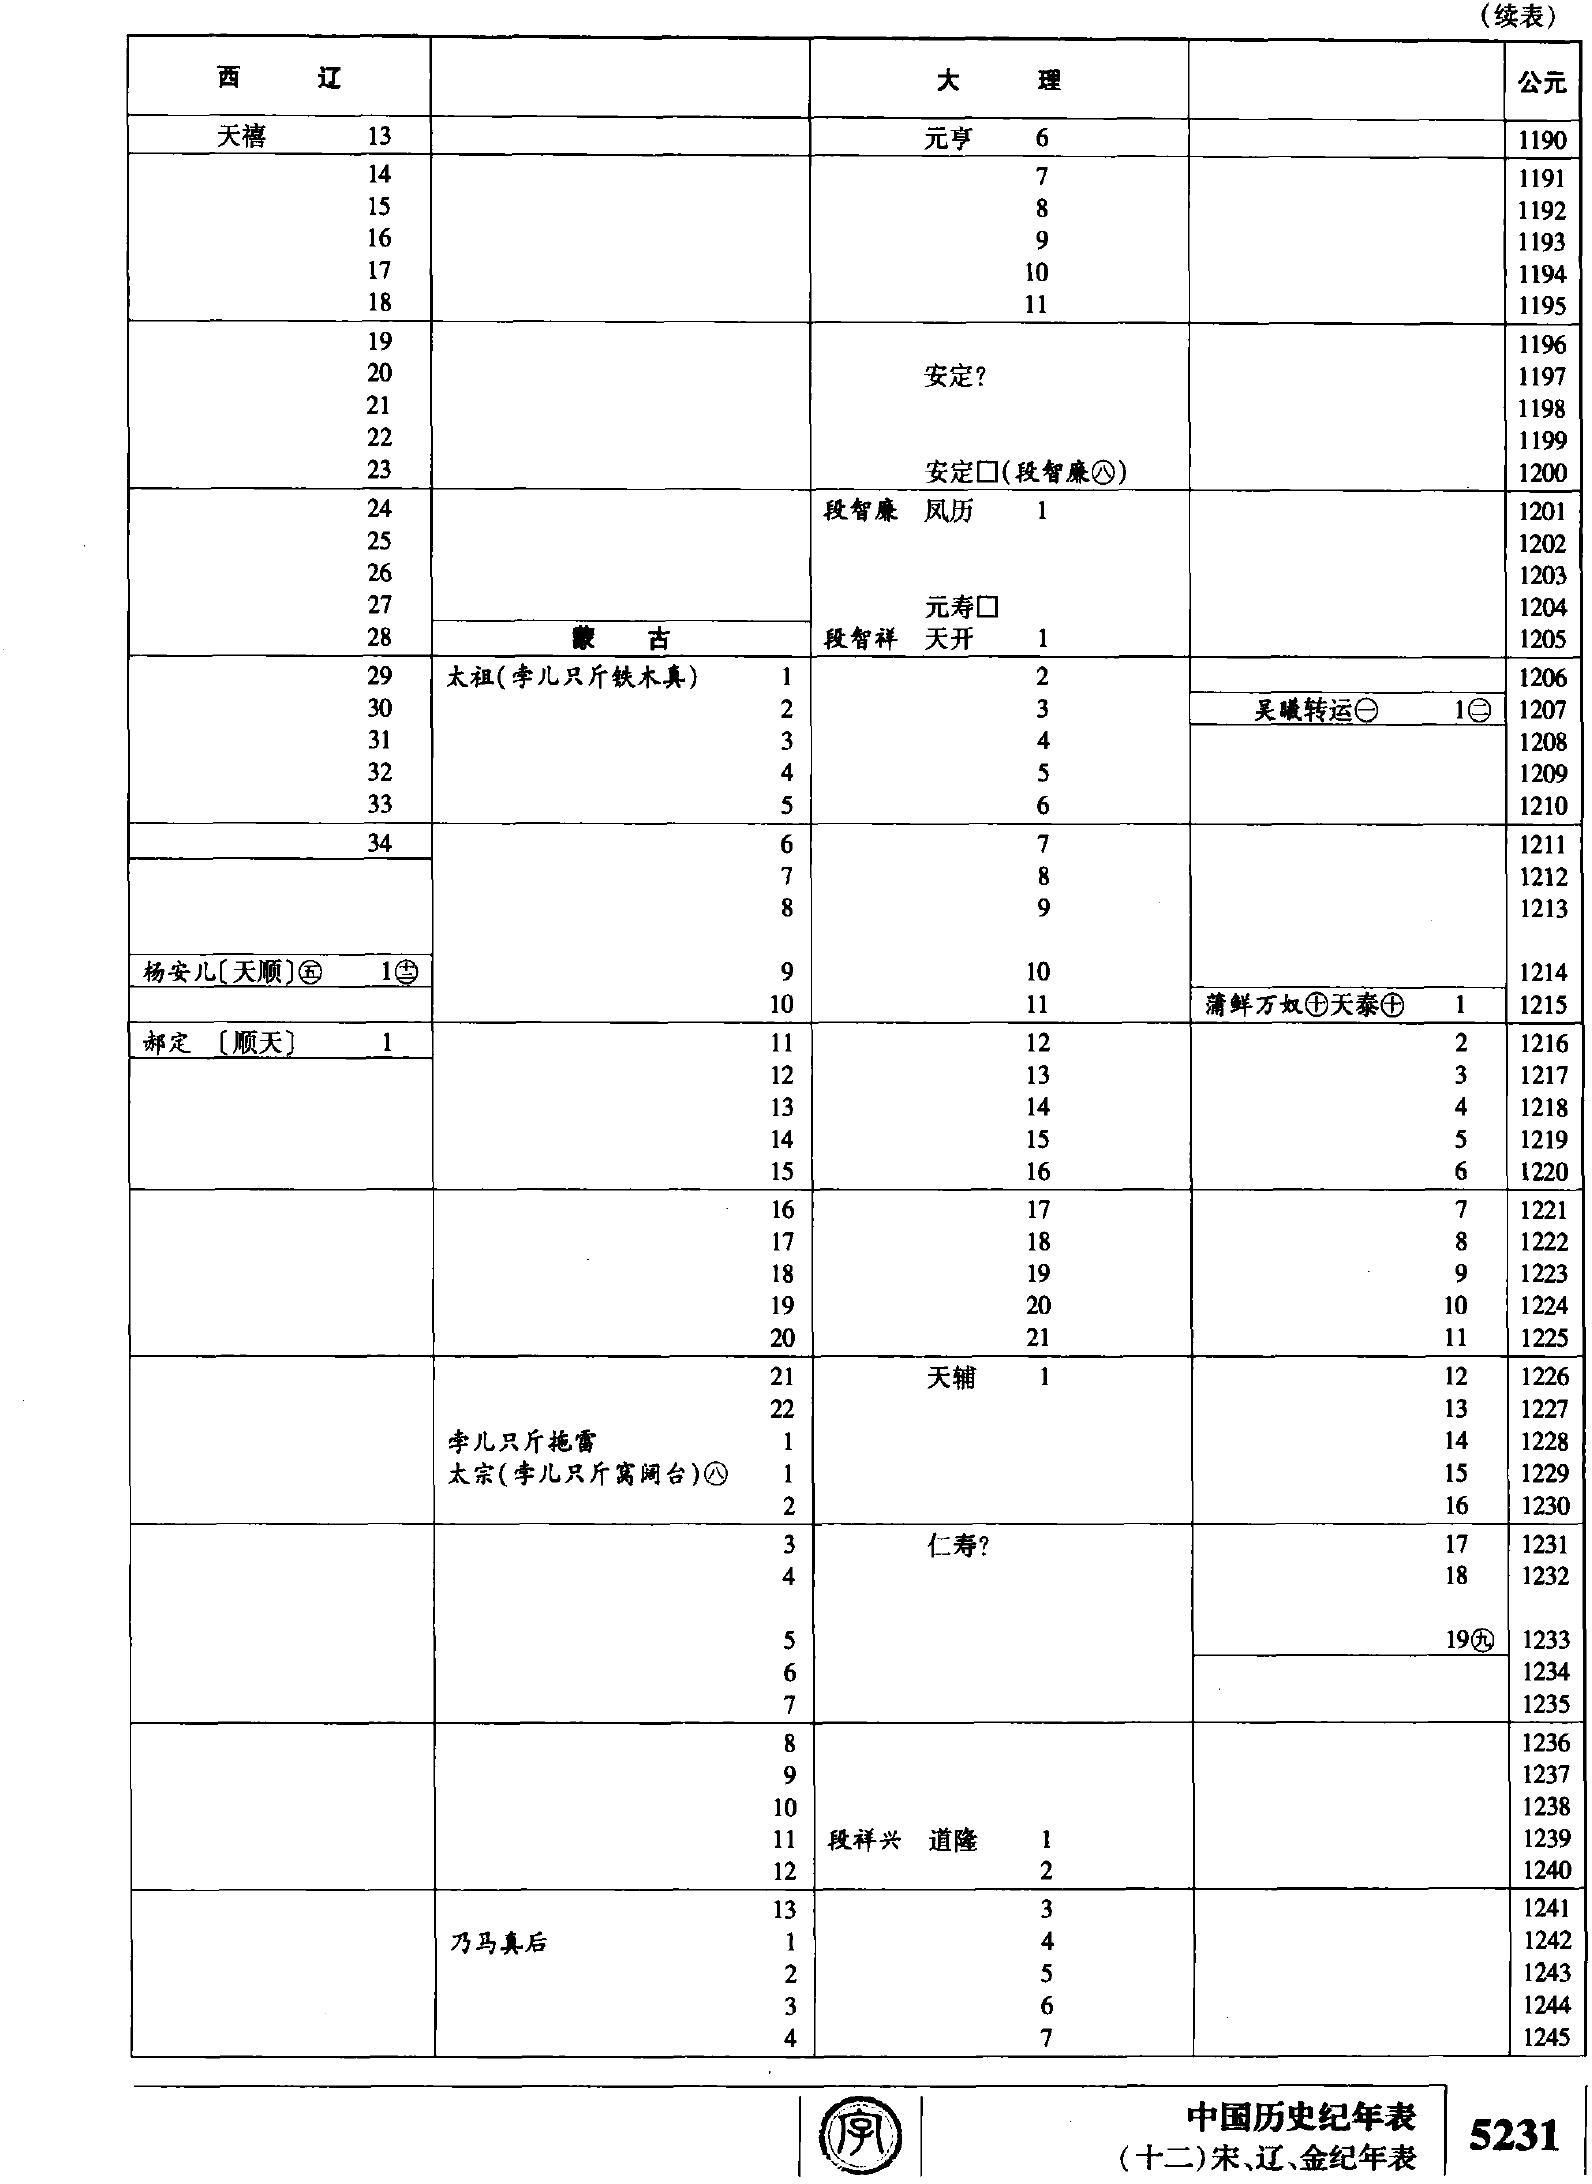 (续表)
西 辽 大 理 公元
天禧 13 元亨 6 1190
14 7 1191
15 8 1192
16 9 1193
17 10 1194
18 11 1195
19 1196
20 安定? 1197
21 1198
22 1199
23 安定□(段智廉㊇) 1200
24 段智廉 凤历 1 1201
25 1202
26 1203
27 元寿□ 1204
28 蒙 古 段智祥 天开 1 1205
29 太祖(孛儿只斤铁木真) 1 2 1206
30 2 3 吴曦转运㊀ 1㊁ 1207
31 3 4 1208
32 4 5 1209
33 5 6 1210
34 6 7 1211
7 8 1212
8 9 1213
杨安儿〔天顺〕㊄ 1(十二) 9 10 1214
10 11 蒲鲜万奴㊉天泰㊉ 1 1215
郝定 〔顺天〕 1 11 12 2 1216
12 13 3 1217
13 14 4 1218
14 15 5 1219
15 16 6 1220
16 17 7 1221
17 18 8 1222
18 19 9 1223
19 20 10 1224
20 21 11 1225
21 天辅 1 12 1226
22 13 1227
孛儿只斤拖雷 1 14 1228
太宗(孛儿只斤窝阔台)㊇ 1 15 1229
2 16 1230
3 仁寿? 17 1231
4 18 1232
5 19㊈ 1233
6 1234
7 1235
8 1236
9 1237
10 1238
11 段祥兴 道隆 1 1239
12 2 1240
13 3 1241
乃马真后 1 4 1242
2 5 1243
3 6 1244
4 7 1245
字
中国历史纪年表
(十二)宋、辽、金纪年表
5231